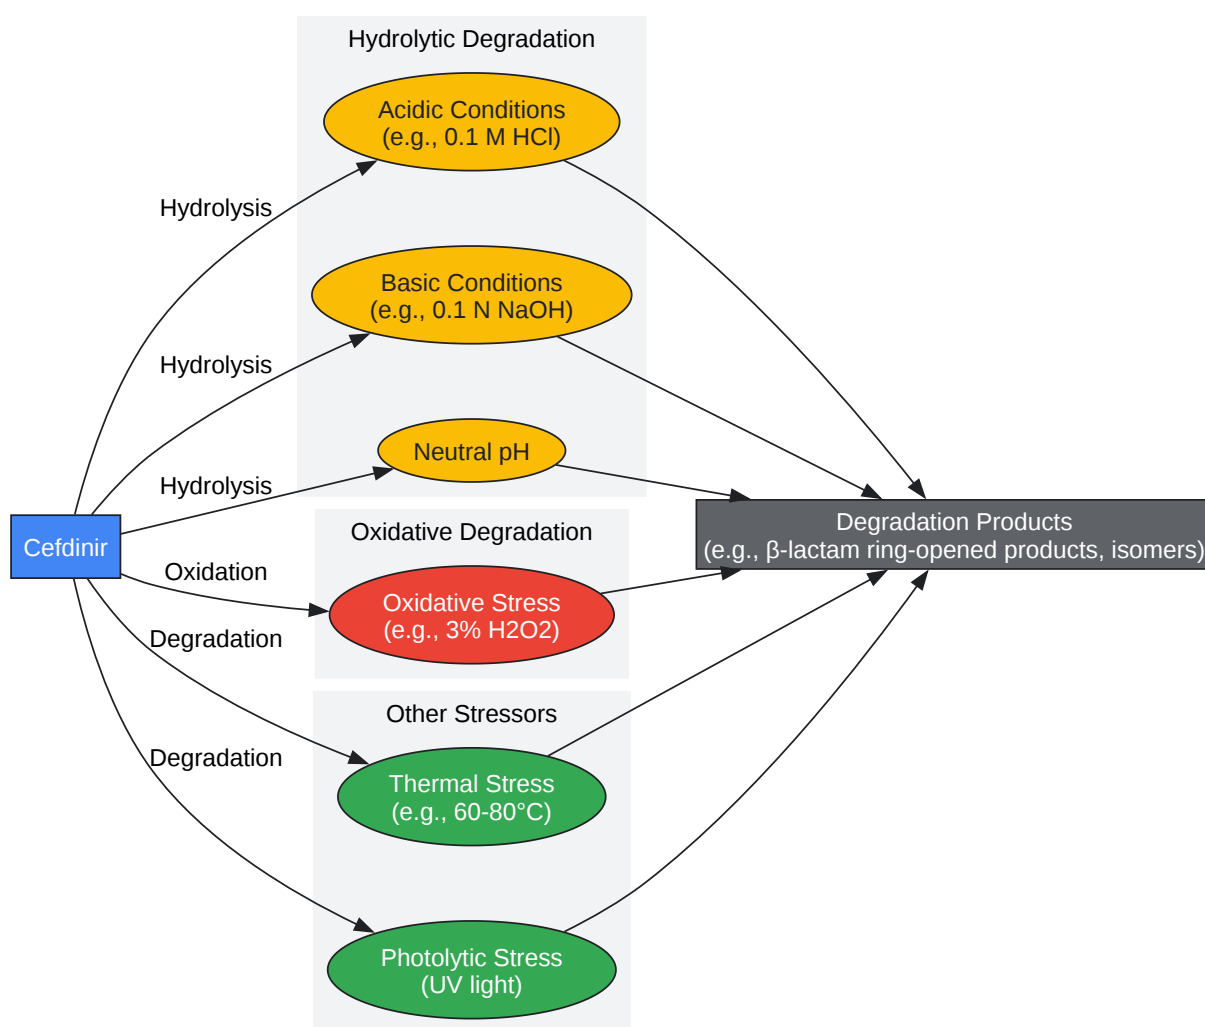 Hydrolytic Degradation
Acidic Conditions
(e.g., 0.1 M HCl)
Hydrolysis
Basic Conditions
(e.g., 0.1 N NaOH)
Hydrolysis
Neutral pH
Hydrolysis
Cefdinir
Degradation Products
(e.g., β-lactam ring-opened products, isomers)
Oxidative Degradation
Oxidation
Oxidative Stress
(e.g., 3% H2O2)
Degradation
Other Stressors
Degradation
Thermal Stress
(e.g., 60-80°C)
Photolytic Stress
(UV light)